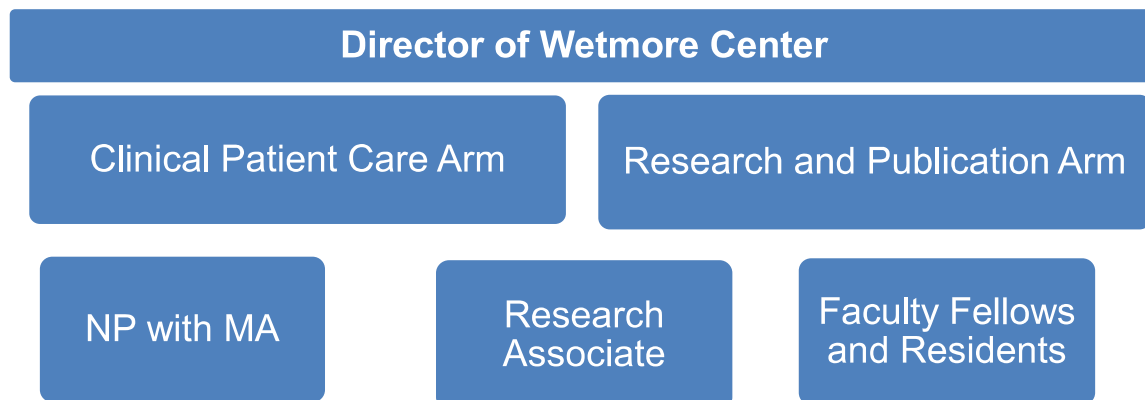 Director of Wetmore Center
Clinical Patient Care Arm
Research and Publication Arm
NP with MA
Research
Associate
Faculty Fellows
and Residents